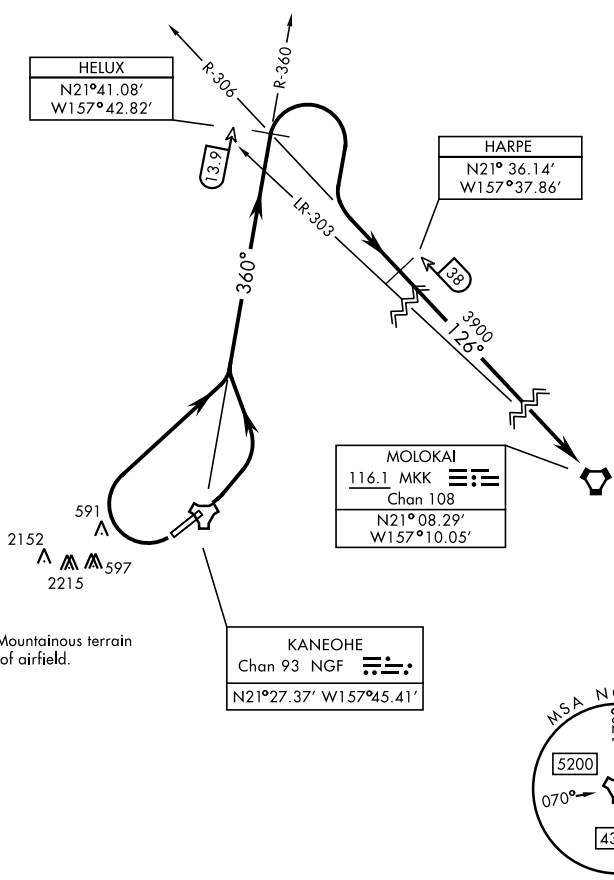 HELUX
N21°41.08'
W157°42.82'
R-306
R-360
13.9
HARPE
N21° 36.14'
W157°37.86'
LR-303
38
360°
3900
126°
MOLOKAI
116.1 MKK
Chan 108
N21° 08.29'
W157°10.05'
591
2152
597
2215
Mountainous terrain
of airfield.
KANEOHE
Chan 93 NGF
N21°27.37' W157°45.41'
MSA
5200
070°